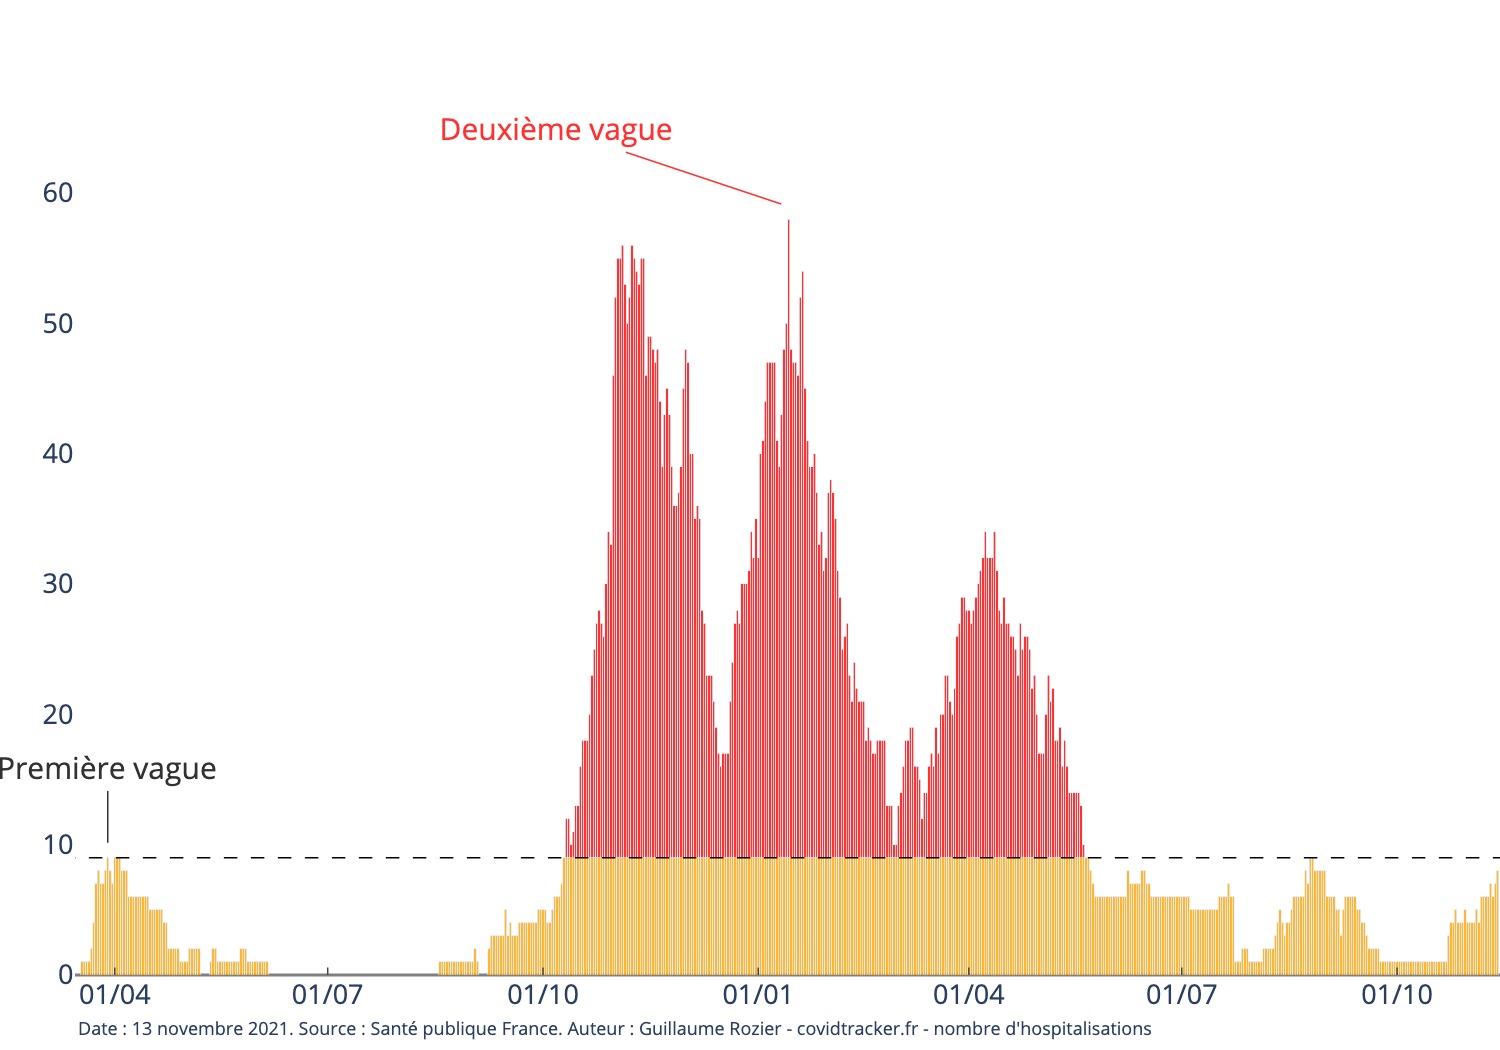 Deuxième vague
60
50
40
30
20
Première vague
10
0
01/04 01/07 01/10 01/01 01/04 01/07 01/10
Date : 13 novembre 2021. Source : Santé publique France. Auteur : Guillaume Rozier - covidtracker.fr - nombre d'hospitalisations